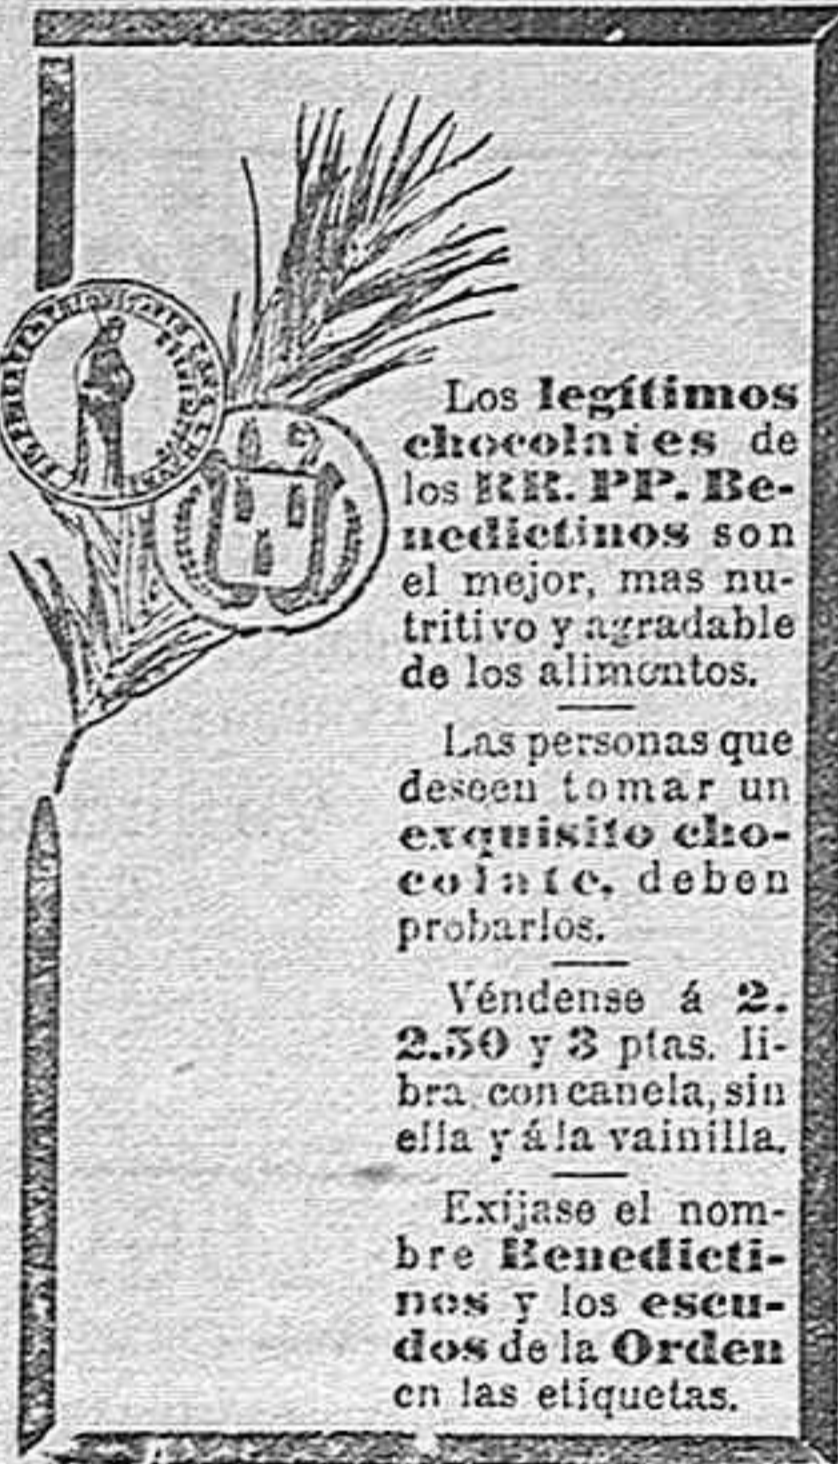 Los legítimos
chocolates de
los RR. PP. Be-
nedictinos son
el mejor, mas nu-
tritivo y agradable
de los alimentos.
Las personas que
deseen tomar un
exquisito cho-
colate, deben
probarlos.
Véndense á 2.
2.50 y 3 ptas. li-
bra con canela, sin
ella y á la vainilla.
Exíjase el nom-
bre Benedicti-
nos y los escu-
dos de la Orden
en las etiquetas.